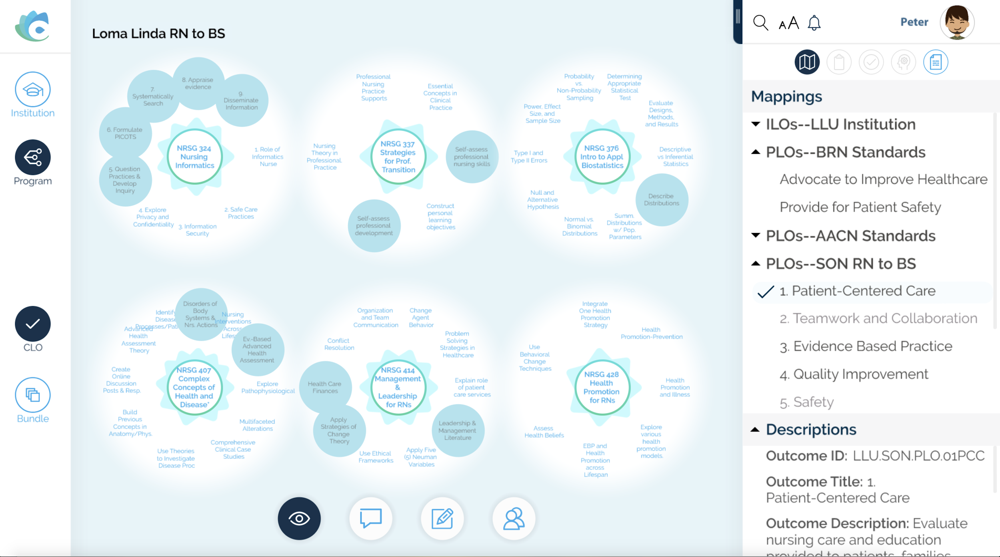 Loma Linda RN to BS
Institution
Program
CLO
Bundle
7.
Systematically
Search
8. Appraise
evidence
9.
Disseminate
Information
6. Formulate
PICOTS
NRSG 324
Nursing
Informatics
1. Role of
Informatics
Nurse
5. Question
Practices &
Develop
Inquiry
4. Explore
Privacy and
Confidentiality
3. Information
Security
2. Safe Care
Practices
Professional
Nursing
Practice
Supports
Essential
Concepts in
Clinical
Practice
Nursing
Theory in
Professional.
Practice
NRSG 337
Strategies
for Prof.
Transition
Self-assess
professional
nursing skills
Self-assess
professional
development
Construct
personal
learning
objectives
Probability
vs.
Non-Probability
Sampling
Determining
Appropriate
Statistical
Test
Power, Effect
Size, and
Sample Size
Evaluate
Designs,
Methods,
and Results
Type I and
Type II Errors
NRSG 376
Intro to Appl
Biostatistics
Descriptive
vs Inferential
Statistics
Null and
Alternative
Hypothesis
Describe
Distributions
Normal vs.
Binomial
Distributions
Summ.
Distributions
w/ Pop.
Parameters
Disorders of
Body
Systems &
Nrs. Actions
Identify
Disease
Processes/Pat
Nursing
Interventions
Across
Lifes
Advanced
Health
Assessment
Theory
Ev.-Based
Advanced
Health
Assessment
Create
Online
Discussion
Posts & Resp.
NRSG 407
Complex
Concepts of
Health and
Disease*
Explore
Pathophysiological
Build
Previous
Concepts in
Anatomy/Phys.
Multifaceted
Alterations
Use Theories
to Investigate
Disease Proc
Comprehensive
Clinical Case
Studies
Organization
and Team
Communication
Change
Agent
Behavior
Conflict
Resolution
Problem
Solving
Strategies in
Healthcare
Health Care
Finances
NRSG 414
Management
&
Leadership
for RNs
Explain role
of patient
care services
Apply
Strategies of
Change
Theory
Leadership &
Management
Literature
Use Ethical
Frameworks
Apply Five
(5) Neuman
Variables
Integrate
One Health
Promotion
Strategy
Health
Promotion-Prevention
Use
Behavioral
Change
Techniques
NRSG 428
Health
Promotion
for RNs
Health
Promotion
and Illness
Assess
Health Beliefs
Explore
various
health
promotion
models.
EBP and
Health
Promotion
across
Lifespan
AA
Peter
Mappings
ILOs--LLU Institution
PLOs--BRN Standards
Advocate to Improve Healthcare
Provide for Patient Safety
PLOs--AACN Standards
PLOs--SON RN to BS
1. Patient-Centered Care
2. Teamwork and Collaboration
3. Evidence Based Practice
4. Quality Improvement
5. Safety
Descriptions
Outcome ID: LLU.SON.PLO.01PCC
Outcome Title: 1.
Patient-Centered Care
Outcome Description: Evaluate
nursing care and education
provided to patients, families